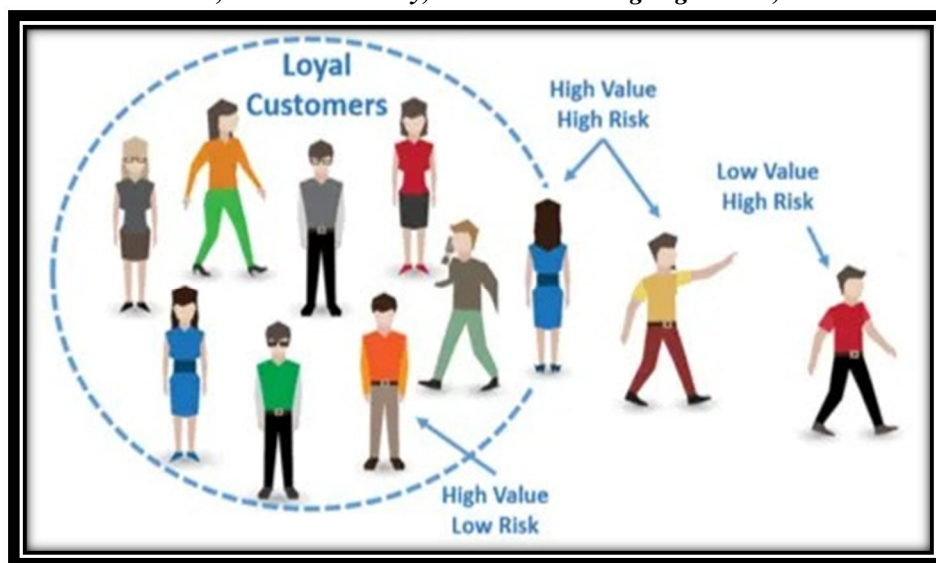 Loyal
Customers
High Value
High Risk
Low Value
High Risk
High Value
Low Risk